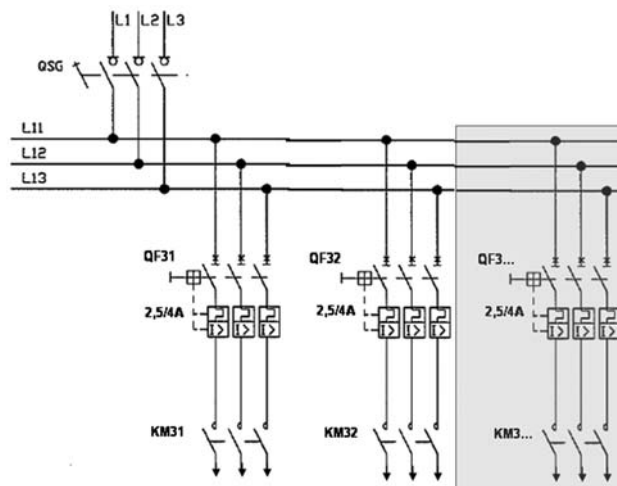 L1 L2 L3
QSG
L11
L12
L13
QF31 QF32 QF3...
2,5/4A 2,5/4A 2,5/4A
I> I> I> I> I> I> I> I> I>
KM31 KM32 KM3...